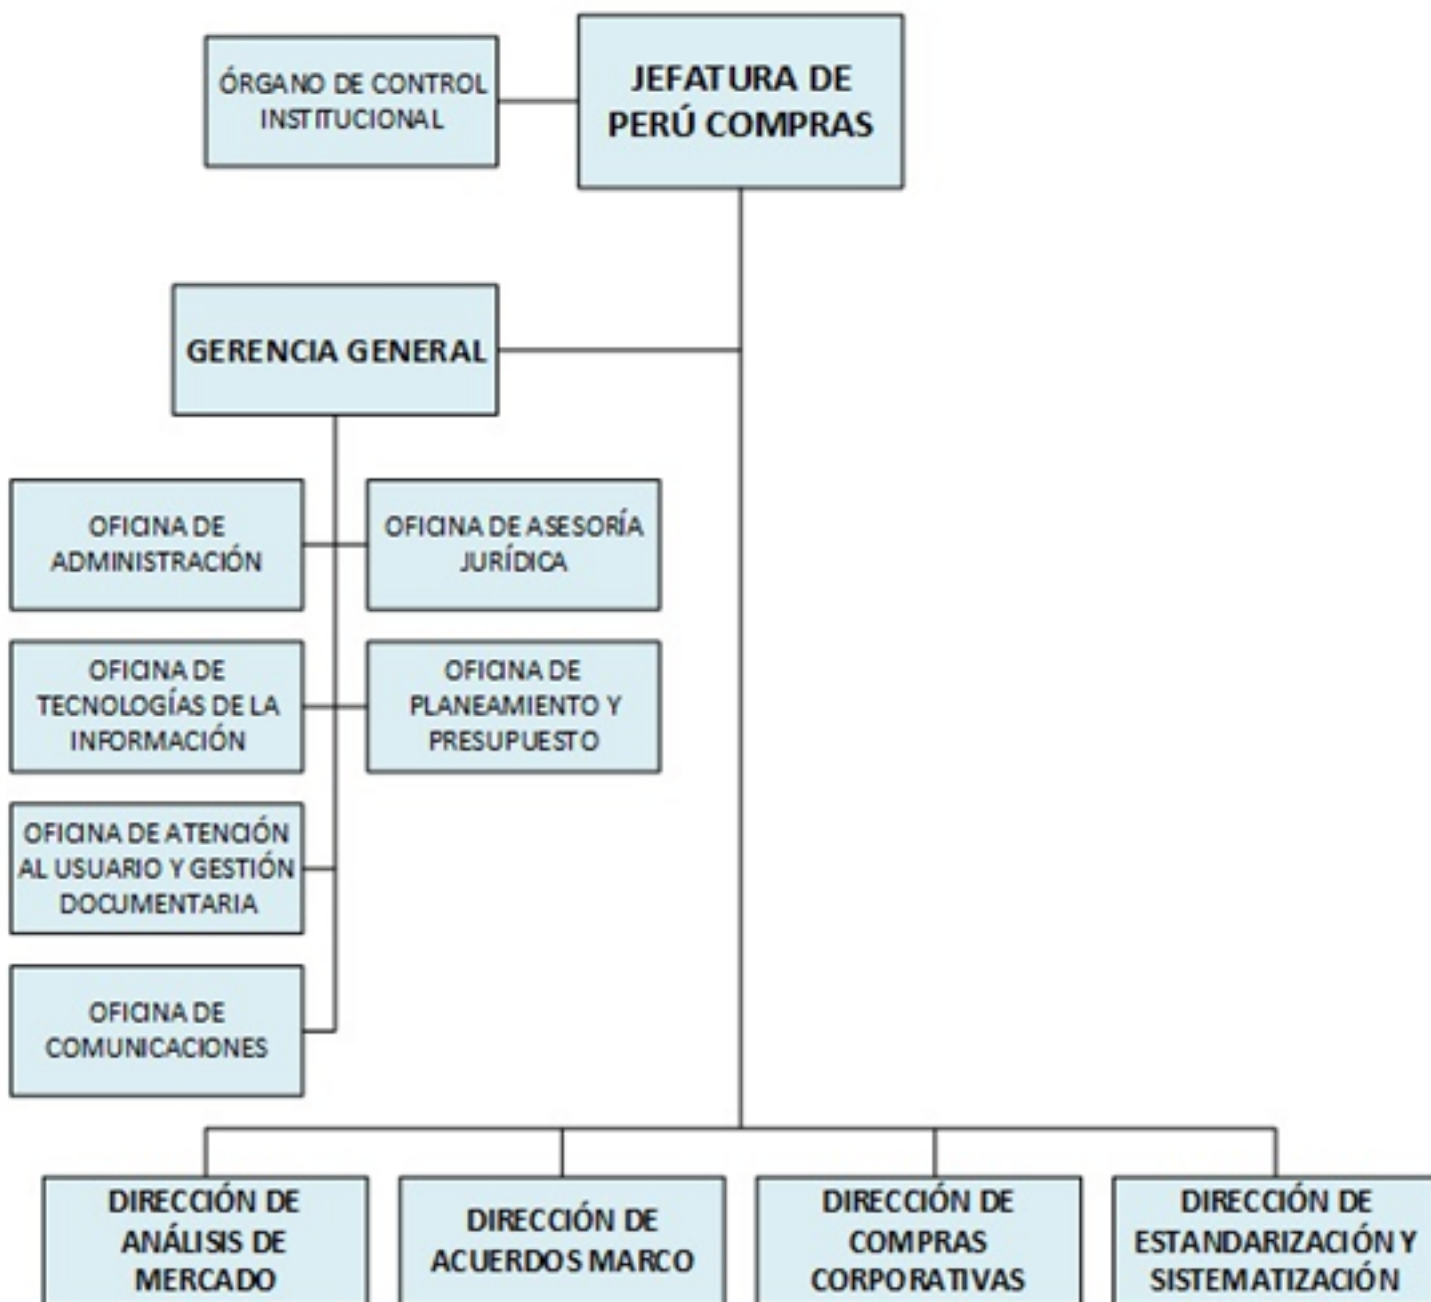 ÓRGANO DE CONTROL
INSTITUCIONAL
JEFATURA DE
PERÚ COMPRAS
GERENCIA GENERAL
OFICINA DE
ADMINISTRACIÓN
OFICINA DE ASESORÍA
JURÍDICA
OFICINA DE
TECNOLOGÍAS DE LA
INFORMACIÓN
OFICINA DE
PLANEAMIENTO Y
PRESUPUESTO
OFICINA DE ATENCIÓN
AL USUARIO Y GESTIÓN
DOCUMENTARIA
OFICINA DE
COMUNICACIONES
DIRECCIÓN DE
ANÁLISIS DE
MERCADO
DIRECCIÓN DE
ACUERDOS MARCO
DIRECCIÓN DE
COMPRAS
CORPORATIVAS
DIRECCIÓN DE
ESTANDARIZACIÓN Y
SISTEMATIZACIÓN